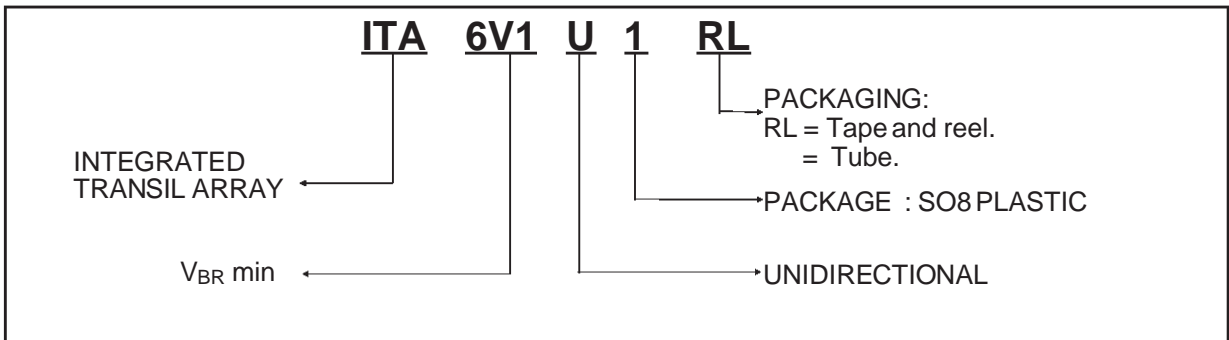 ITA 6V1 U 1 RL
PACKAGING:
RL = Tape and reel.
= Tube.
INTEGRATED
TRANSIL ARRAY
PACKAGE : SO8 PLASTIC
VBR min
UNIDIRECTIONAL